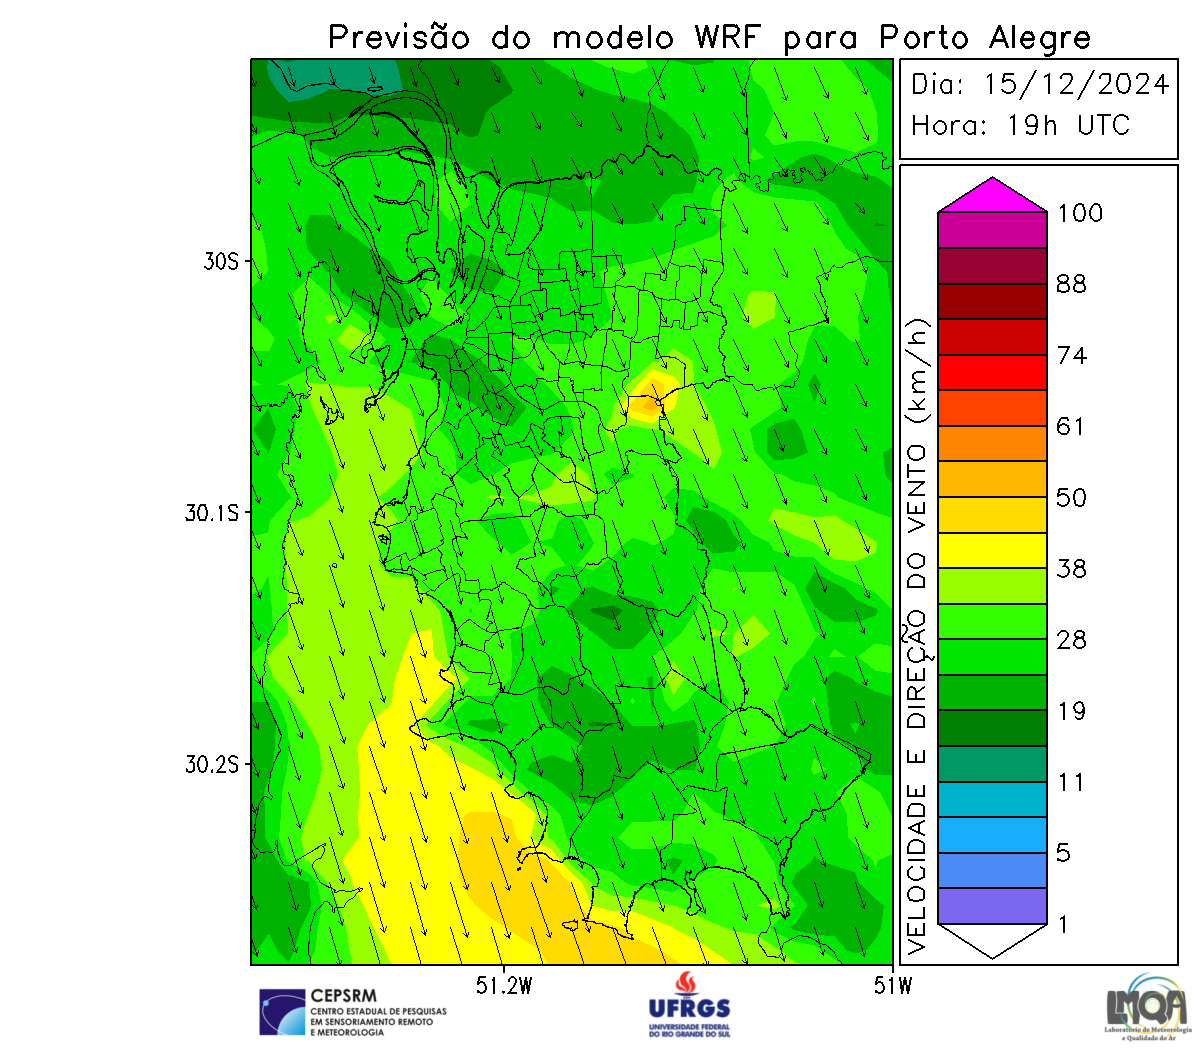 Previsão do modelo WRF para Porto Alegre
Dia: 15/12/2024
Hora: 19h UTC
30S
30.1S
30.2S
51.2W
51W
VELOCIDADE E DIREÇÃO DO VENTO (km/h)
100
88
74
61
50
38
28
19
11
5
1
CEPSRM
CENTRO ESTADUAL DE PESQUISAS
EM SENSORIAMENTO REMOTO
E METEOROLOGIA
UFRGS
UNIVERSIDADE FEDERAL
DO RIO GRANDE DO SUL
LMQA
Laboratório de Meteorologia
e Qualidade do Ar